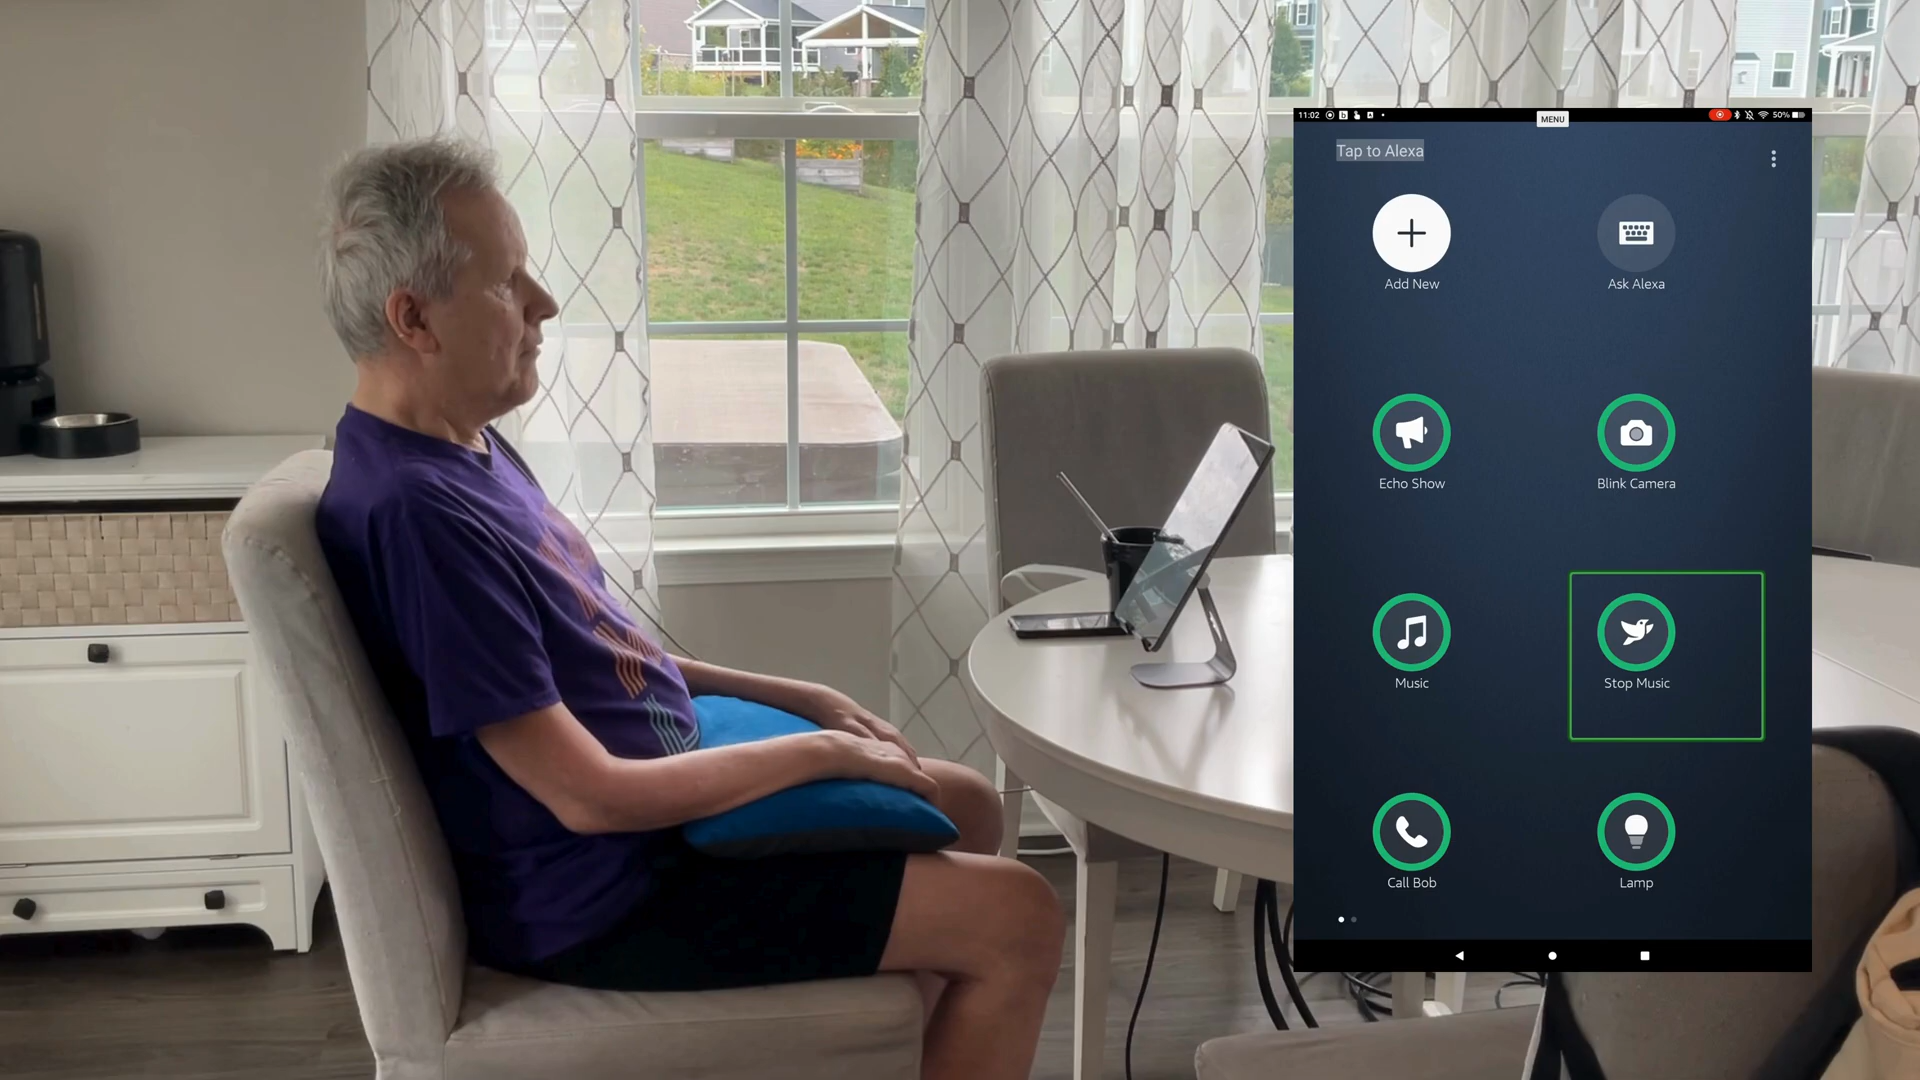 11:02
MENU
50%
Tap to Alexa
Add New
Ask Alexa
Echo Show
Blink Camera
Music
Stop Music
Call Bob
Lamp